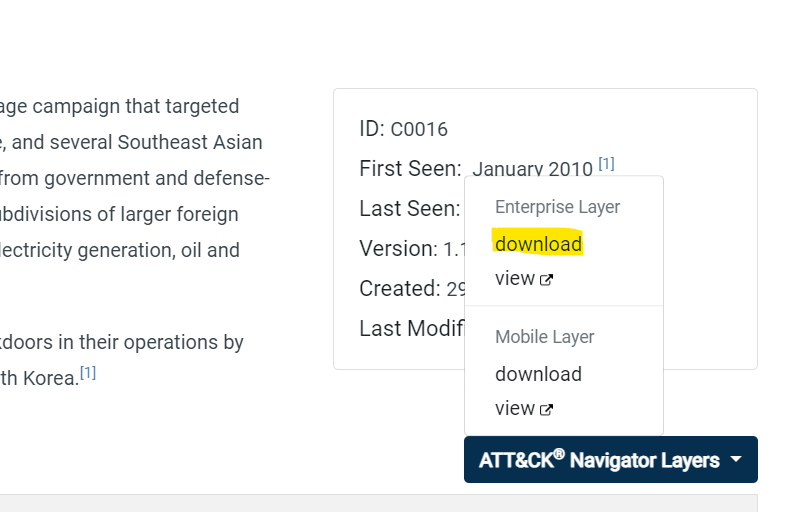 age campaign that targeted
, and several Southeast Asian
from government and defense-
ubdivisions of larger foreign
lectricity generation, oil and
kdoors in their operations by
th Korea.[1]
ID: C0016
First Seen: January 2010 [1]
Last Seen:
Version: 1.1
Created: 29
Last Modif
Enterprise Layer
download
view
Mobile Layer
download
view
ATT&CK® Navigator Layers